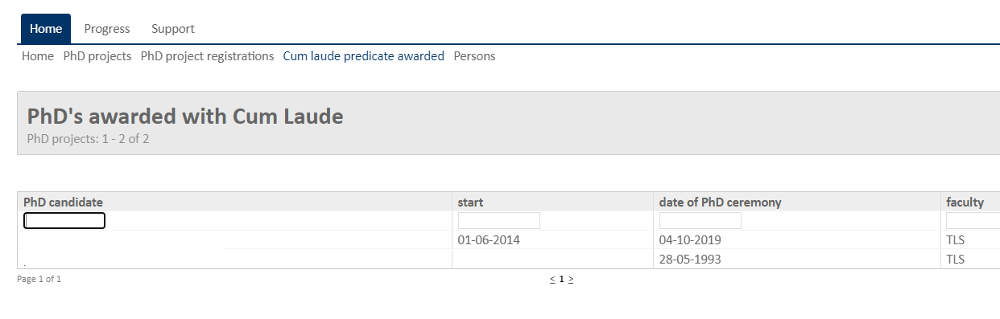 Home Progress Support
Home PhD projects PhD project registrations Cum laude predicate awarded Persons
PhD's awarded with Cum Laude
PhD projects: 1 - 2 of 2
PhD candidate start date of PhD ceremony faculty
01-06-2014 04-10-2019 TLS
. 28-05-1993 TLS
Page 1 of 1 < 1 >